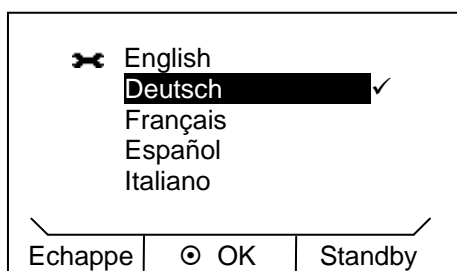 English
Deutsch ✓
Français
Español
Italiano
Echappe ⊙ OK Standby